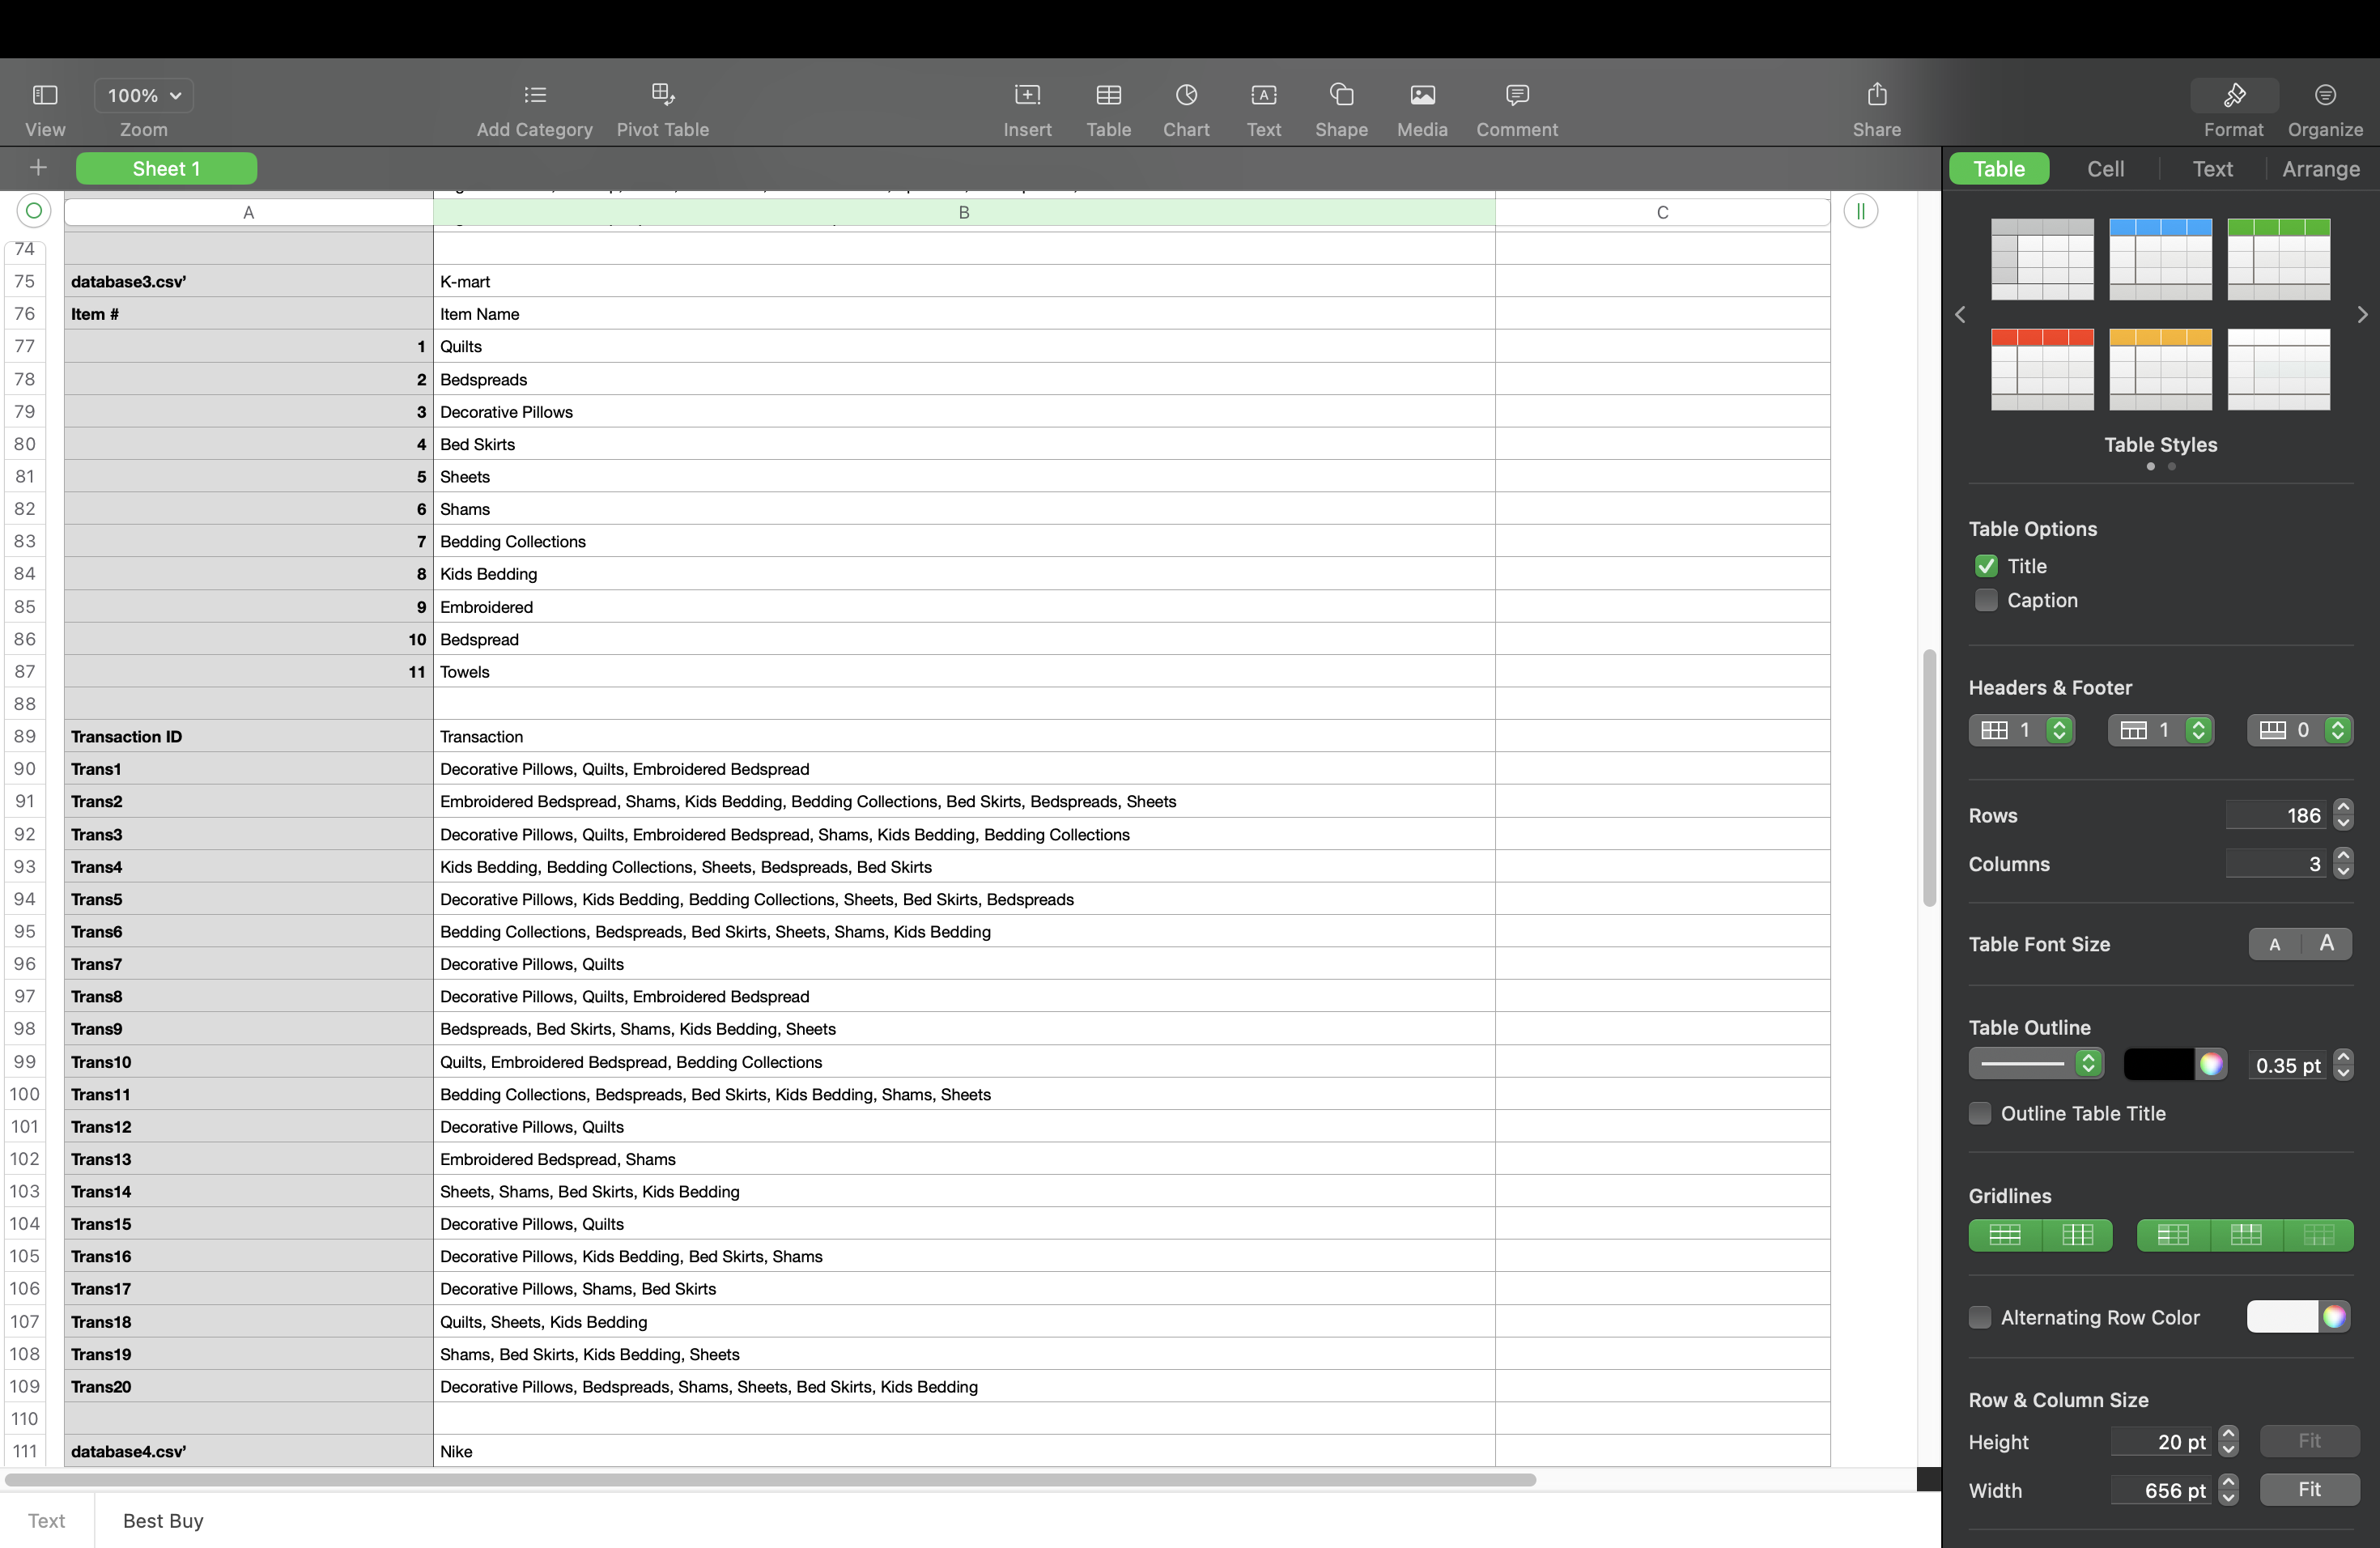 100%
View Zoom Add Category Pivot Table Insert Table Chart Text Shape Media Comment Share Format Organize
Sheet 1
Table Cell Text Arrange
A B C
74
75 database3.csv’ K-mart
76 Item # Item Name
77 1 Quilts
78 2 Bedspreads
79 3 Decorative Pillows
80 4 Bed Skirts
81 5 Sheets
82 6 Shams
83 7 Bedding Collections
84 8 Kids Bedding
85 9 Embroidered
86 10 Bedspread
87 11 Towels
88
89 Transaction ID Transaction
90 Trans1 Decorative Pillows, Quilts, Embroidered Bedspread
91 Trans2 Embroidered Bedspread, Shams, Kids Bedding, Bedding Collections, Bed Skirts, Bedspreads, Sheets
92 Trans3 Decorative Pillows, Quilts, Embroidered Bedspread, Shams, Kids Bedding, Bedding Collections
93 Trans4 Kids Bedding, Bedding Collections, Sheets, Bedspreads, Bed Skirts
94 Trans5 Decorative Pillows, Kids Bedding, Bedding Collections, Sheets, Bed Skirts, Bedspreads
95 Trans6 Bedding Collections, Bedspreads, Bed Skirts, Sheets, Shams, Kids Bedding
96 Trans7 Decorative Pillows, Quilts
97 Trans8 Decorative Pillows, Quilts, Embroidered Bedspread
98 Trans9 Bedspreads, Bed Skirts, Shams, Kids Bedding, Sheets
99 Trans10 Quilts, Embroidered Bedspread, Bedding Collections
100 Trans11 Bedding Collections, Bedspreads, Bed Skirts, Kids Bedding, Shams, Sheets
101 Trans12 Decorative Pillows, Quilts
102 Trans13 Embroidered Bedspread, Shams
103 Trans14 Sheets, Shams, Bed Skirts, Kids Bedding
104 Trans15 Decorative Pillows, Quilts
105 Trans16 Decorative Pillows, Kids Bedding, Bed Skirts, Shams
106 Trans17 Decorative Pillows, Shams, Bed Skirts
107 Trans18 Quilts, Sheets, Kids Bedding
108 Trans19 Shams, Bed Skirts, Kids Bedding, Sheets
109 Trans20 Decorative Pillows, Bedspreads, Shams, Sheets, Bed Skirts, Kids Bedding
110
111 database4.csv’ Nike
Text Best Buy
Table Styles
Table Options
Title
Caption
Headers & Footer
1 1 0
Rows 186
Columns 3
Table Font Size A A
Table Outline
0.35 pt
Outline Table Title
Gridlines
Alternating Row Color
Row & Column Size
Height 20 pt Fit
Width 656 pt Fit